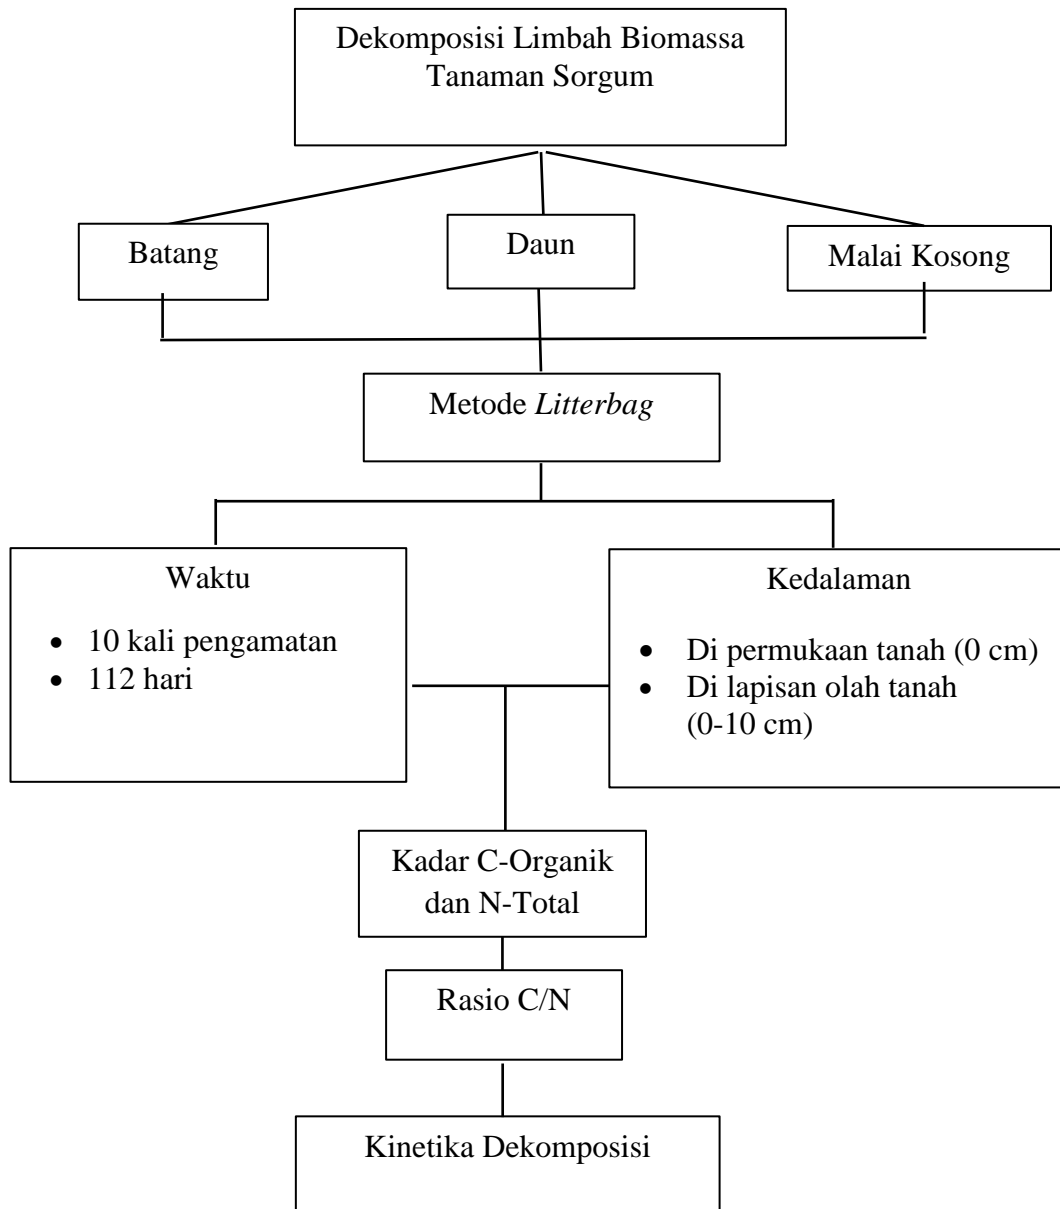 Dekomposisi Limbah Biomassa
Tanaman Sorgum
Batang
Daun
Malai Kosong
Metode Litterbag
Waktu
• 10 kali pengamatan
• 112 hari
Kedalaman
• Di permukaan tanah (0 cm)
• Di lapisan olah tanah
(0-10 cm)
Kadar C-Organik
dan N-Total
Rasio C/N
Kinetika Dekomposisi